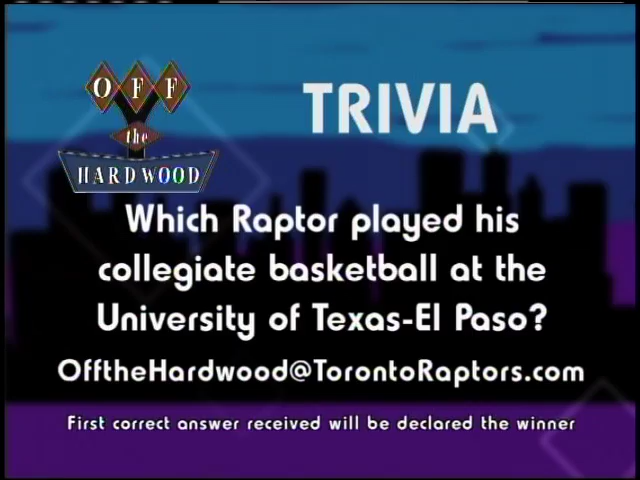 OFF
the
HARDWOOD
TRIVIA
Which Raptor played his
collegiate basketball at the
University of Texas-El Paso?
OfftheHardwood@TorontoRaptors.com
First correct answer received will be declared the winner